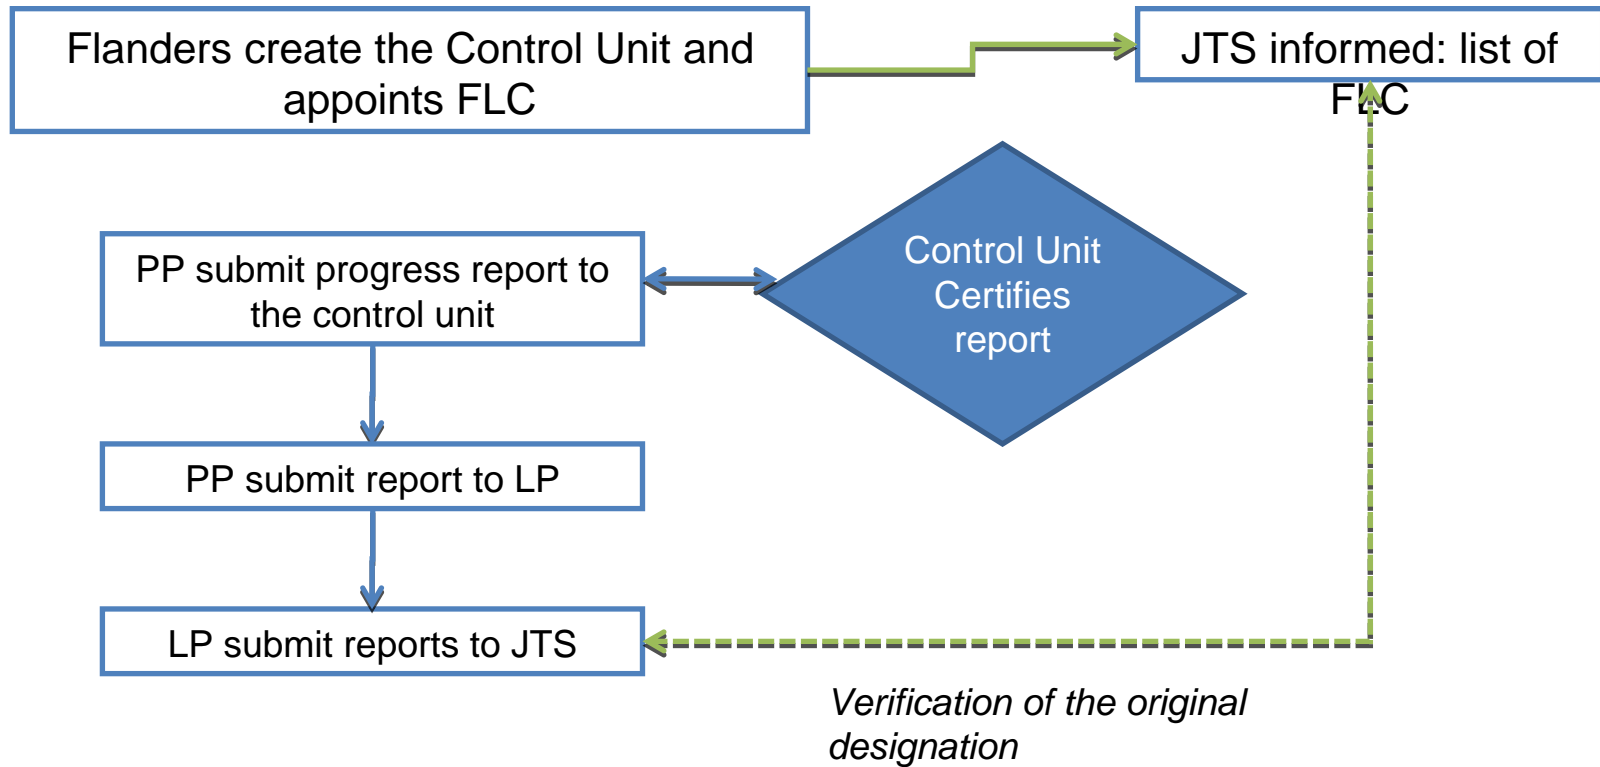 Flanders create the Control Unit and
appoints FLC
JTS informed: list of
FLC
Control Unit
Certifies
report
PP submit progress report to
the control unit
PP submit report to LP
LP submit reports to JTS
Verification of the original
designation